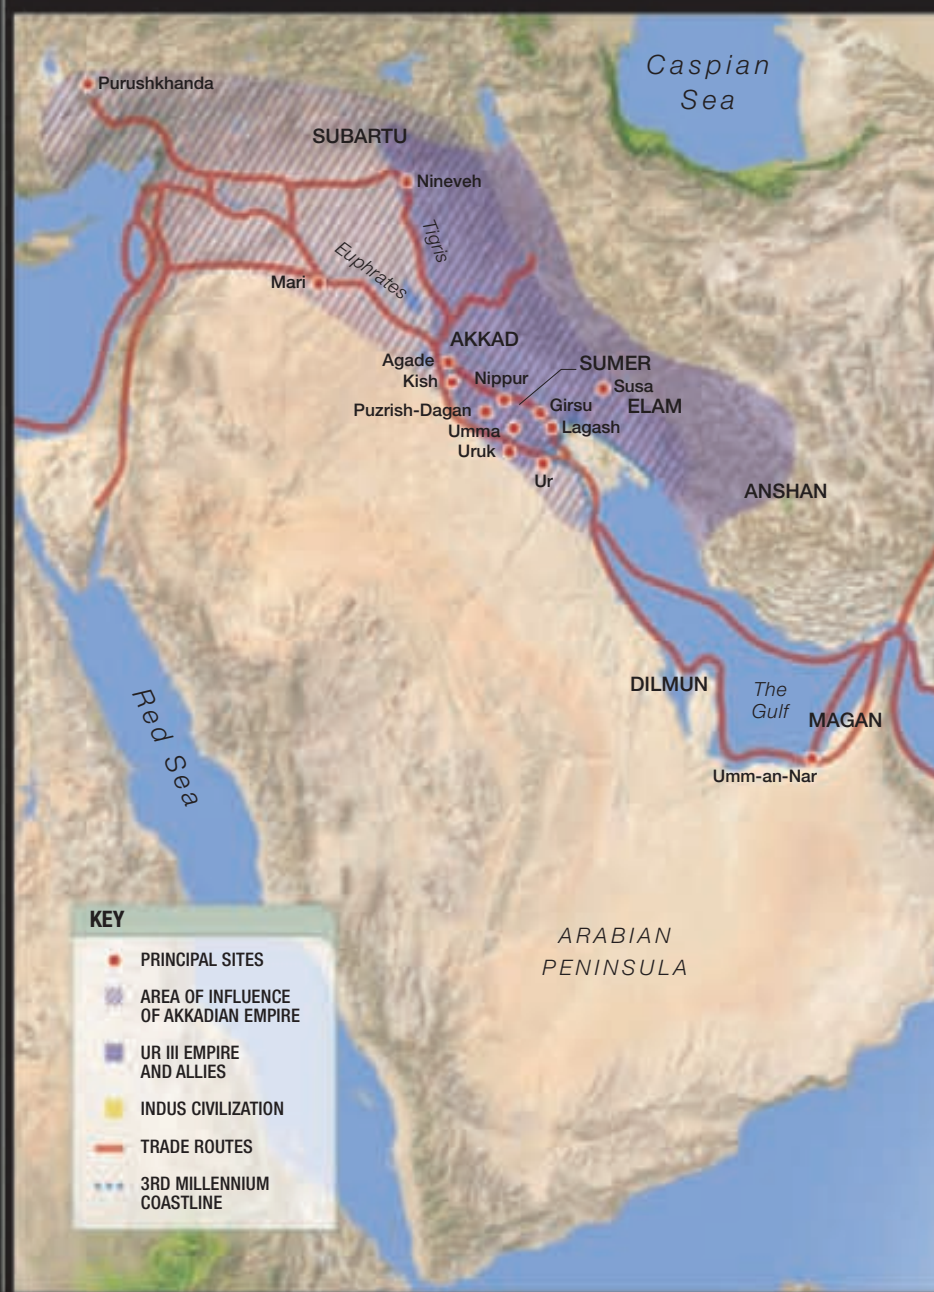 Caspian
Sea
Purushkhanda
SUBARTU
Nineveh
Tigris
Euphrates
Mari
AKKAD
Agade
SUMER
Kish
Nippur
Susa
Puzrish-Dagan
Girsu
ELAM
Umma
Lagash
Uruk
Ur
ANSHAN
DILMUN
The
Gulf
MAGAN
Red Sea
Umm-an-Nar
ARABIAN
PENINSULA
KEY
PRINCIPAL SITES
AREA OF INFLUENCE
OF AKKADIAN EMPIRE
UR III EMPIRE
AND ALLIES
INDUS CIVILIZATION
TRADE ROUTES
3RD MILLENNIUM
COASTLINE